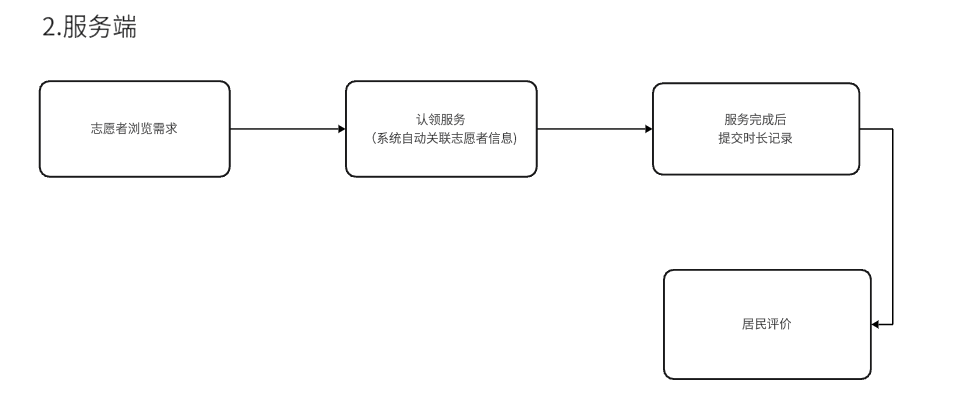 2.服务端
志愿者浏览需求
认领服务
（系统自动关联志愿者信息)
服务完成后
提交时长记录
居民评价